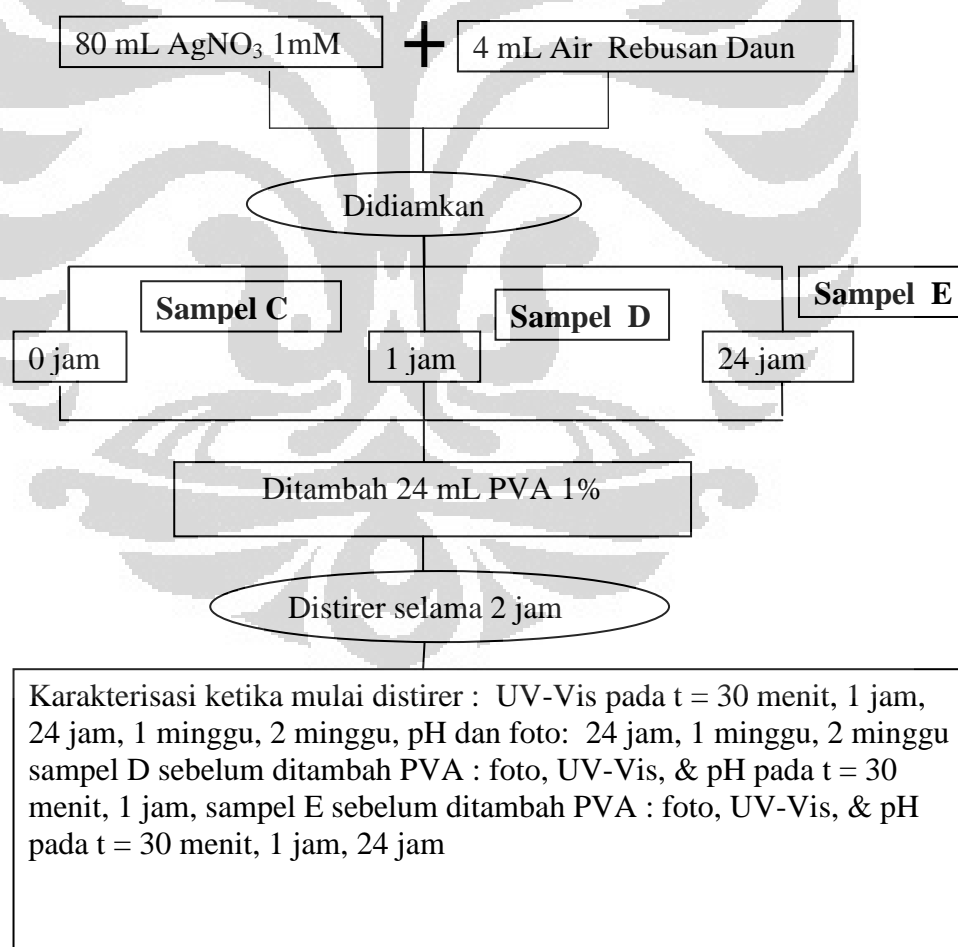 80 mL AgNO₃ 1mM
+
4 mL Air Rebusan Daun
Didiamkan
Sampel C
Sampel D
Sampel E
0 jam
1 jam
24 jam
Ditambah 24 mL PVA 1%
Distirer selama 2 jam
Karakterisasi ketika mulai distirer : UV-Vis pada t = 30 menit, 1 jam,
24 jam, 1 minggu, 2 minggu, pH dan foto: 24 jam, 1 minggu, 2 minggu
sampel D sebelum ditambah PVA : foto, UV-Vis, & pH pada t = 30
menit, 1 jam, sampel E sebelum ditambah PVA : foto, UV-Vis, & pH
pada t = 30 menit, 1 jam, 24 jam